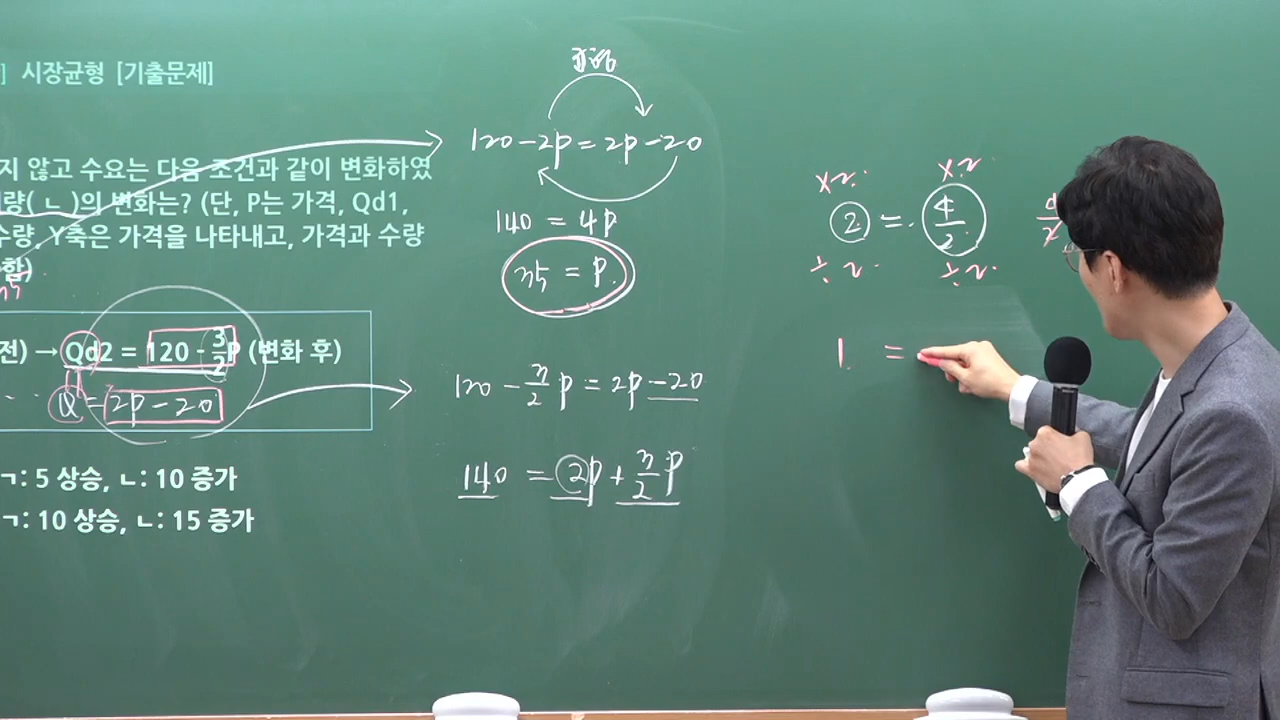 ] 시장균형 [기출문제]
지 않고 수요는 다음 조건과 같이 변화하였
량( ㄴ )의 변화는? (단, P는 가격, Qd1,
수량. Y축은 가격을 나타내고, 가격과 수량
함)
전) → Qd2 = 120 - 3/2P (변화 후)
Q = 2P - 20
ㄱ: 5 상승, ㄴ: 10 증가
ㄱ: 10 상승, ㄴ: 15 증가
120 - 2P = 2P - 20
140 = 4P
35 = P.
120 - 3/2 P = 2P - 20
140 = 2P + 3/2 P
×2. ×2
2 = 4/2
÷2. ÷2.
1 =